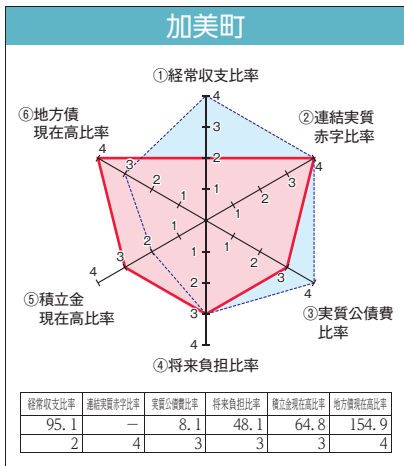 加美町
①経常収支比率
4
3
2
1
②連結実質
赤字比率
4
3
2
1
③実質公債費
比率
4
3
2
1
④将来負担比率
4
3
2
1
⑤積立金
現在高比率
4
3
2
1
⑥地方債
現在高比率
4
3
2
1
経常収支比率 連結実質赤字比率 実質公債費比率 将来負担比率 積立金現在高比率 地方債現在高比率
95.1 － 8.1 48.1 64.8 154.9
2 4 3 3 3 4